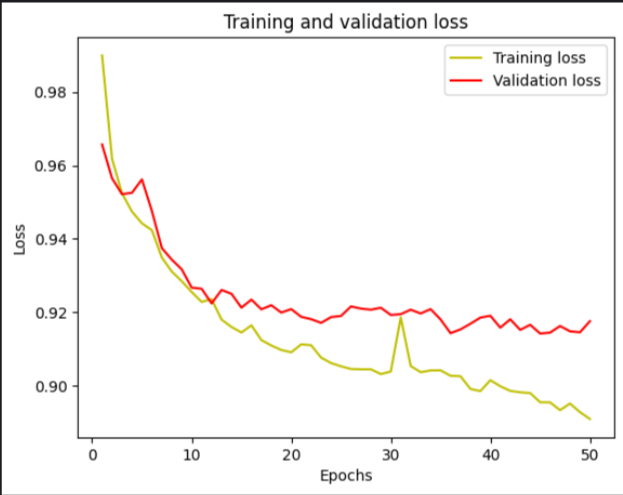 Training and validation loss
Training loss
Validation loss
0.98
0.96
0.94
0.92
0.90
Loss
0 10 20 30 40 50
Epochs